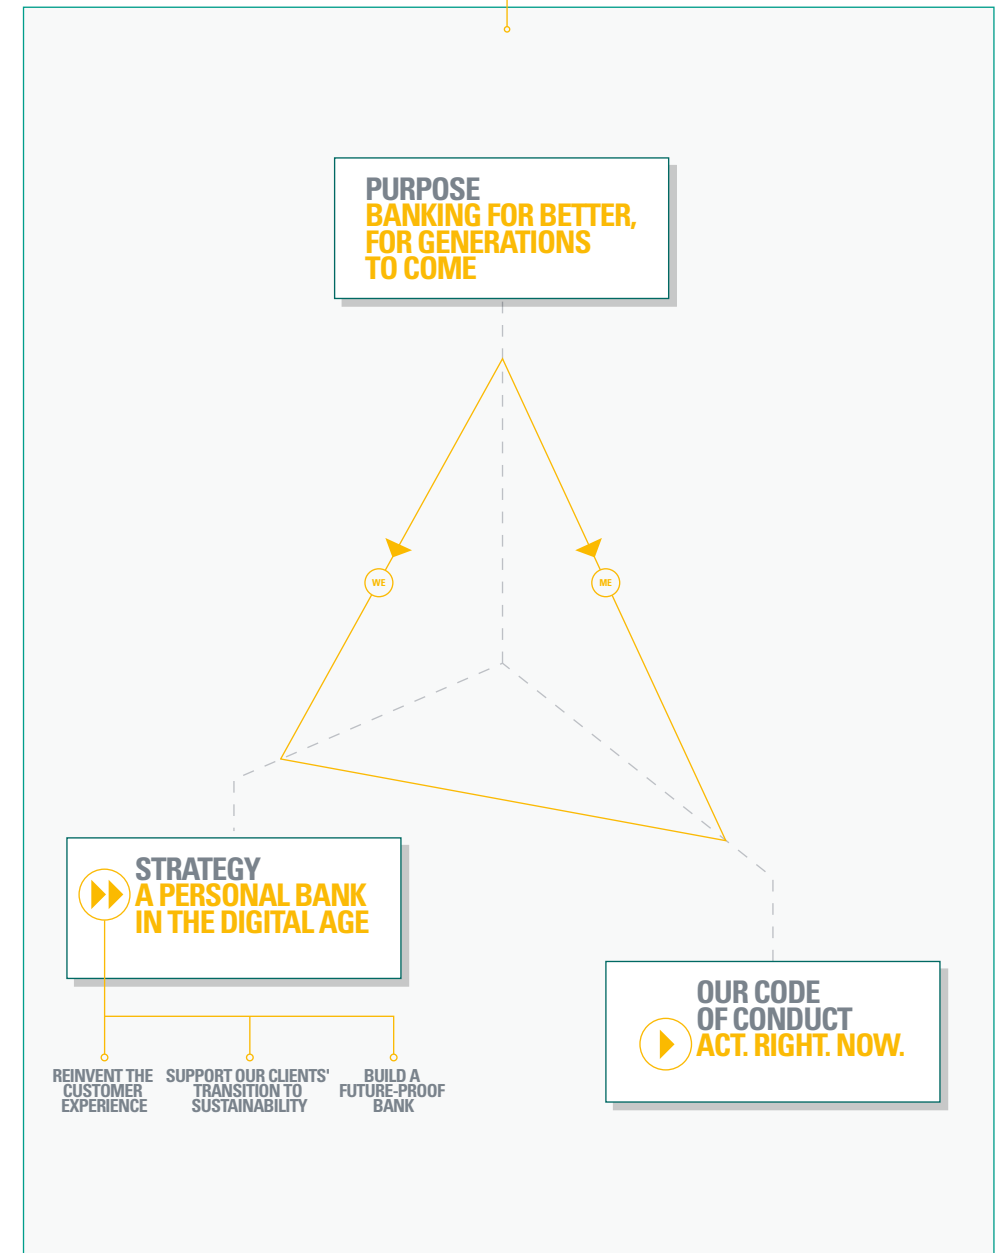 PURPOSE
BANKING FOR BETTER,
FOR GENERATIONS
TO COME
WE
ME
STRATEGY
A PERSONAL BANK
IN THE DIGITAL AGE
OUR CODE
OF CONDUCT
ACT. RIGHT. NOW.
REINVENT THE
CUSTOMER
EXPERIENCE
SUPPORT OUR CLIENTS'
TRANSITION TO
SUSTAINABILITY
BUILD A
FUTURE-PROOF
BANK